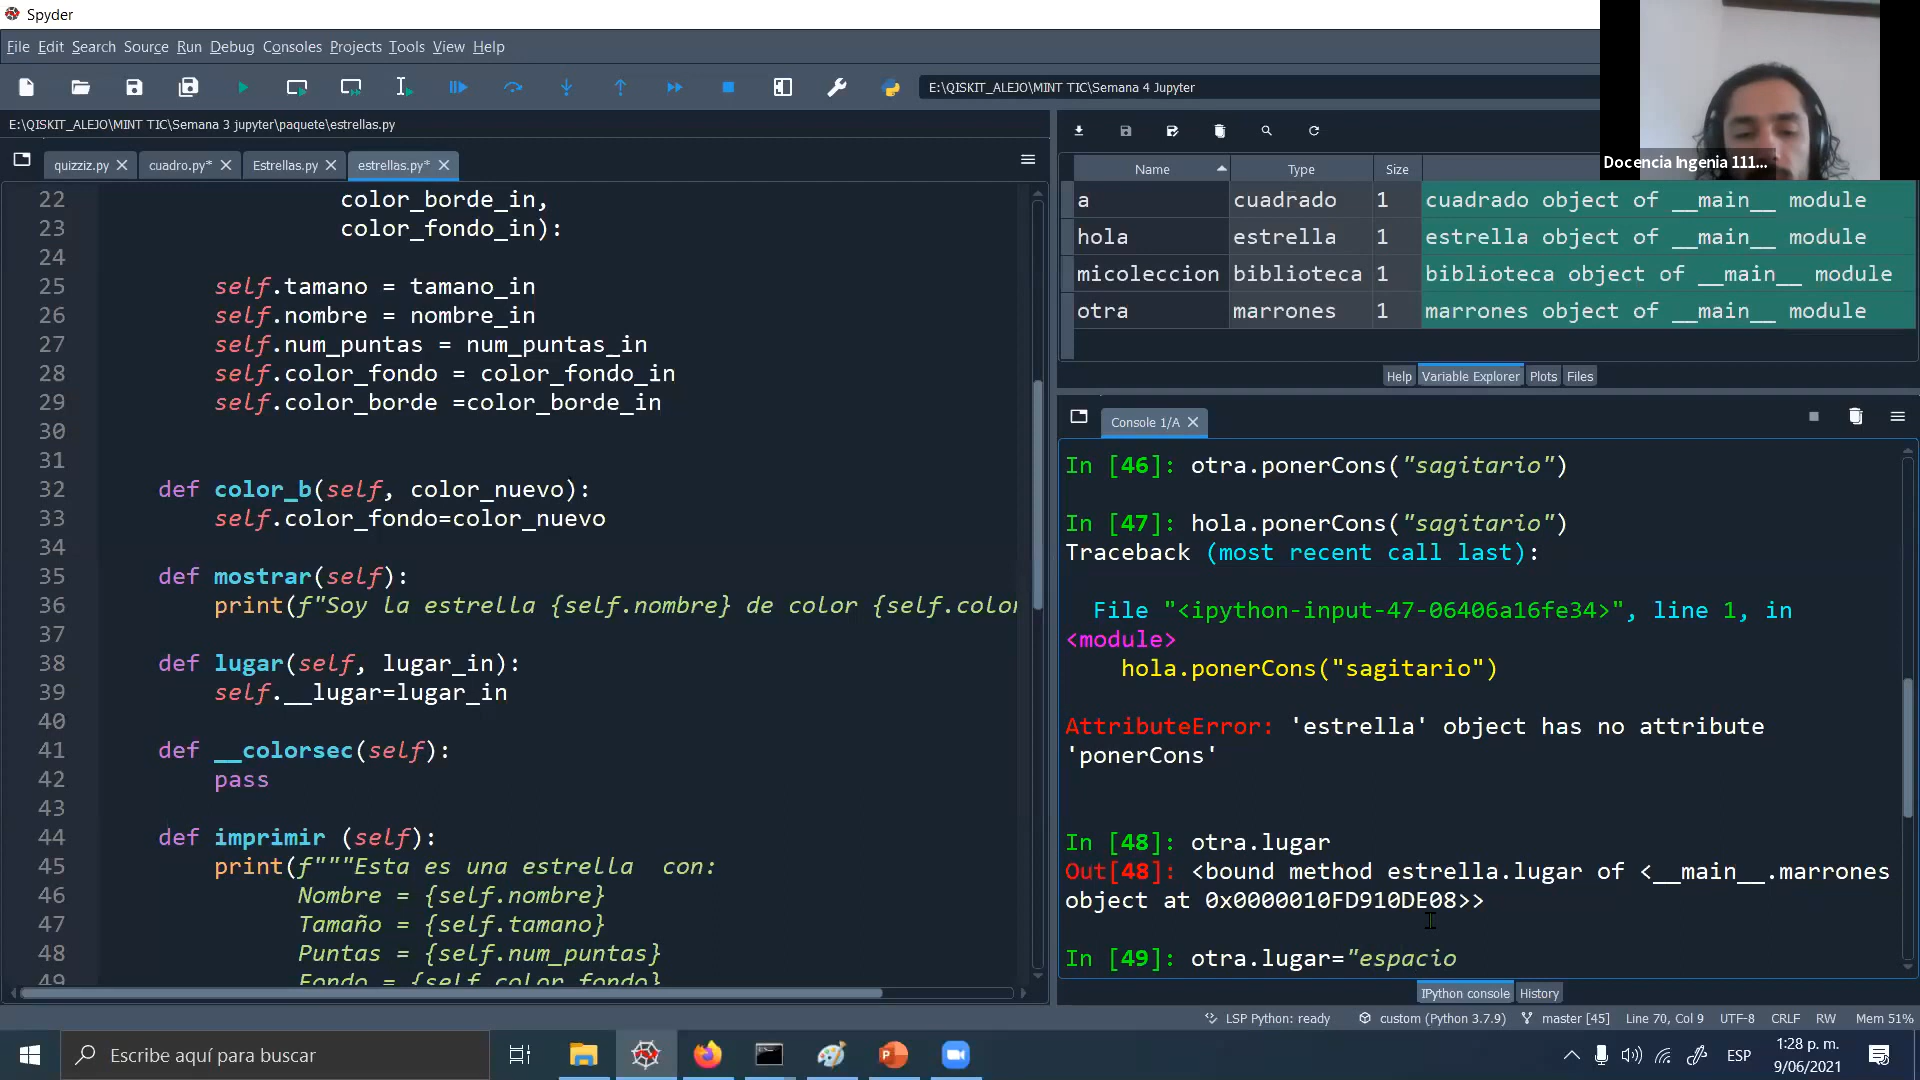 Spyder
File Edit Search Source Run Debug Consoles Projects Tools View Help
E:\QISKIT_ALEJO\MINT TIC\Semana 4 Jupyter
E:\QISKIT_ALEJO\MINT TIC\Semana 3 jupyter\paquete\estrellas.py
quizziz.py cuadro.py* Estrellas.py estrellas.py*
22 color_borde_in,
23 color_fondo_in):
24
25 self.tamano = tamano_in
26 self.nombre = nombre_in
27 self.num_puntas = num_puntas_in
28 self.color_fondo = color_fondo_in
29 self.color_borde =color_borde_in
30
31
32 def color_b(self, color_nuevo):
33 self.color_fondo=color_nuevo
34
35 def mostrar(self):
36 print(f"Soy la estrella {self.nombre} de color {self.color
37
38 def lugar(self, lugar_in):
39 self.__lugar=lugar_in
40
41 def __colorsec(self):
42 pass
43
44 def imprimir (self):
45 print(f"""Esta es una estrella  con:
46 Nombre = {self.nombre}
47 Tamaño = {self.tamano}
48 Puntas = {self.num_puntas}
49 Fondo = {self.color_fondo}
Docencia Ingenia 111...
Name Type Size
a cuadrado 1 cuadrado object of __main__ module
hola estrella 1 estrella object of __main__ module
micoleccion biblioteca 1 biblioteca object of __main__ module
otra marrones 1 marrones object of __main__ module
Help Variable Explorer Plots Files
Console 1/A
In [46]: otra.ponerCons("sagitario")
In [47]: hola.ponerCons("sagitario")
Traceback (most recent call last):
File "<ipython-input-47-06406a16fe34>", line 1, in
<module>
hola.ponerCons("sagitario")
AttributeError: 'estrella' object has no attribute
'ponerCons'
In [48]: otra.lugar
Out[48]: <bound method estrella.lugar of <__main__.marrones
object at 0x0000010FD910DE08>>
In [49]: otra.lugar="espacio
IPython console History
LSP Python: ready custom (Python 3.7.9) master [45] Line 70, Col 9 UTF-8 CRLF RW Mem 51%
Escribe aquí para buscar
ESP
1:28 p. m.
9/06/2021